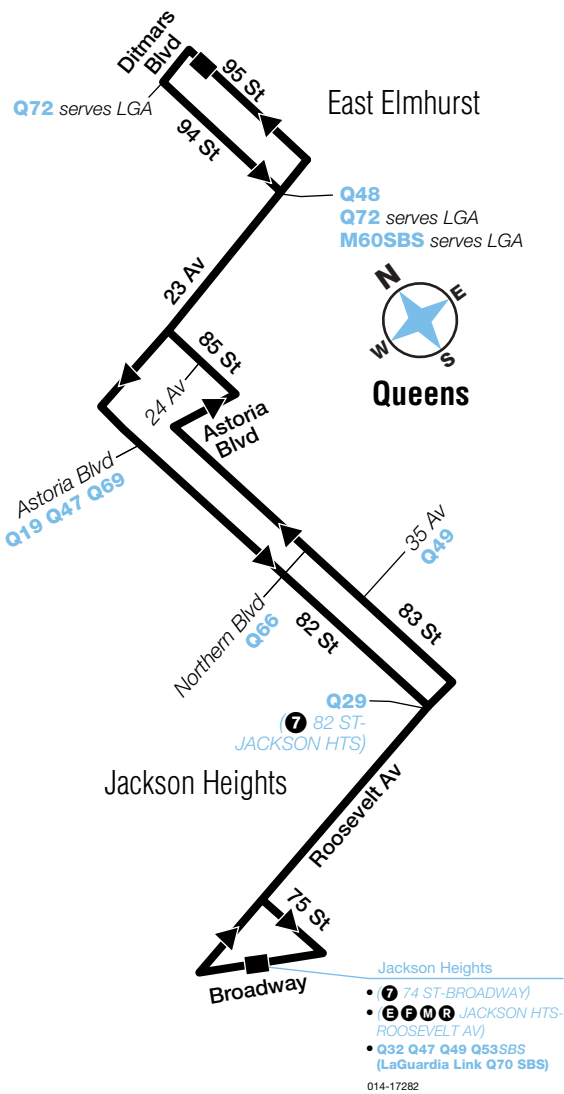 Ditmars
Blvd
95 St
East Elmhurst
Q72 serves LGA
94 St
Q48
Q72 serves LGA
M60SBS serves LGA
23 Av
N
E
W
S
Queens
85 St
24 Av
Astoria
Blvd
Astoria Blvd
Q19 Q47 Q69
35 Av
Q49
83 St
Northern Blvd
Q66
82 St
Q29
(7 82 ST-
JACKSON HTS)
Jackson Heights
Roosevelt Av
75 St
Broadway
Jackson Heights
• (7 74 ST-BROADWAY)
• (E F M R JACKSON HTS-
ROOSEVELT AV)
• Q32 Q47 Q49 Q53SBS
(LaGuardia Link Q70 SBS)
014-17282